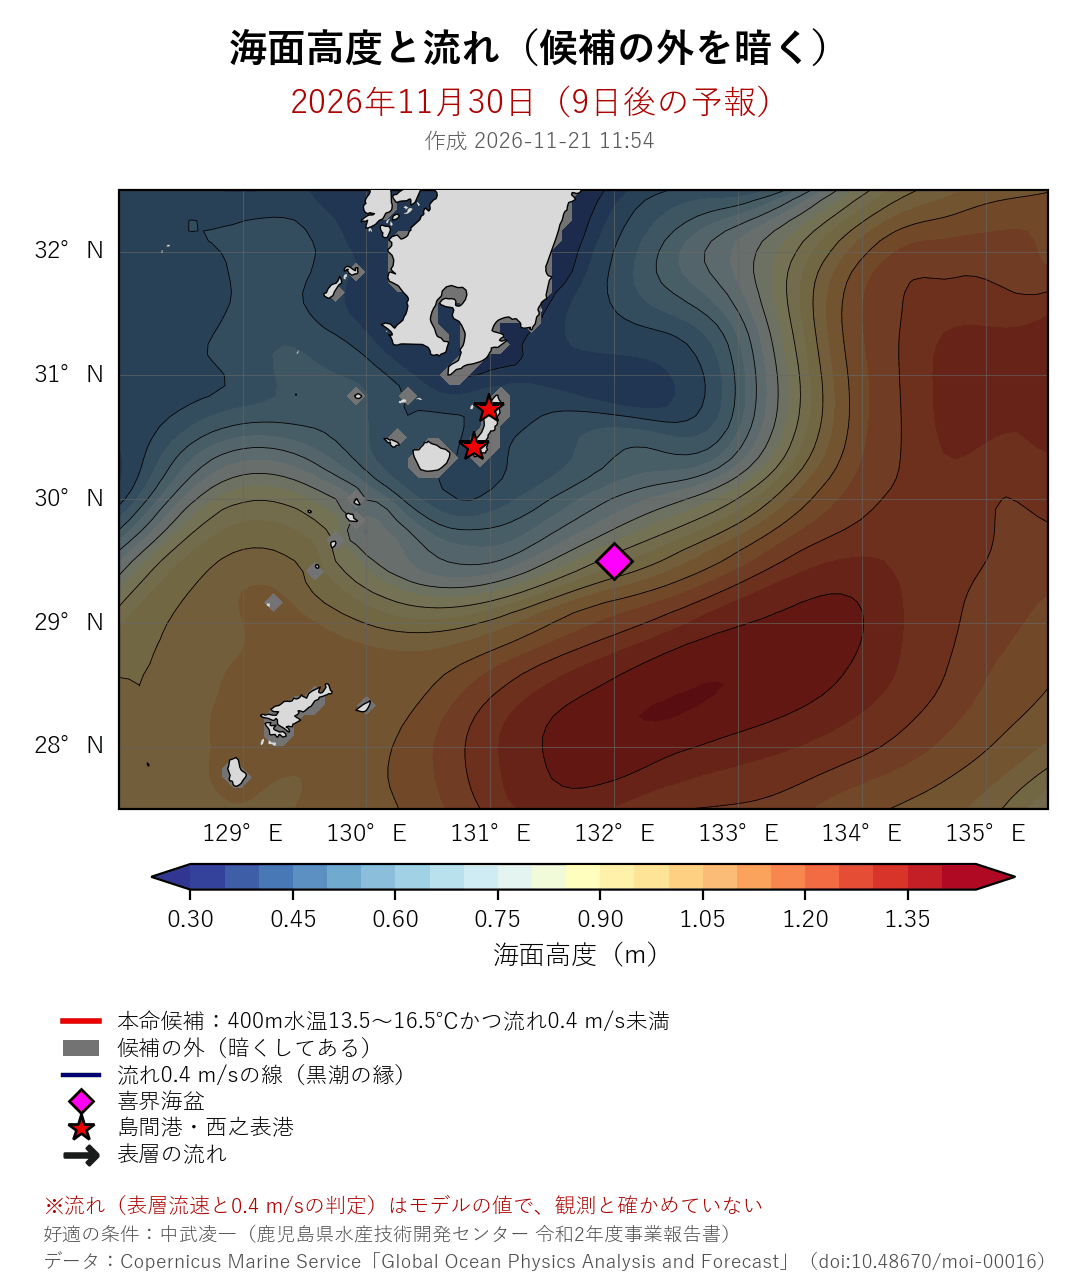 海面高度と流れ（候補の外を暗く）
2026年11月30日（9日後の予報）
作成 2026-11-21 11:54
32° N
31° N
30° N
29° N
28° N
129° E 130° E 131° E 132° E 133° E 134° E 135° E
0.30 0.45 0.60 0.75 0.90 1.05 1.20 1.35
海面高度（m）
本命候補：400m水温13.5～16.5℃かつ流れ0.4 m/s未満
候補の外（暗くしてある）
流れ0.4 m/sの線（黒潮の縁）
喜界海盆
島間港・西之表港
表層の流れ
※流れ（表層流速と0.4 m/sの判定）はモデルの値で、観測と確かめていない
好適の条件：中武凌一（鹿児島県水産技術開発センター 令和2年度事業報告書）
データ：Copernicus Marine Service「Global Ocean Physics Analysis and Forecast」（doi:10.48670/moi-00016）